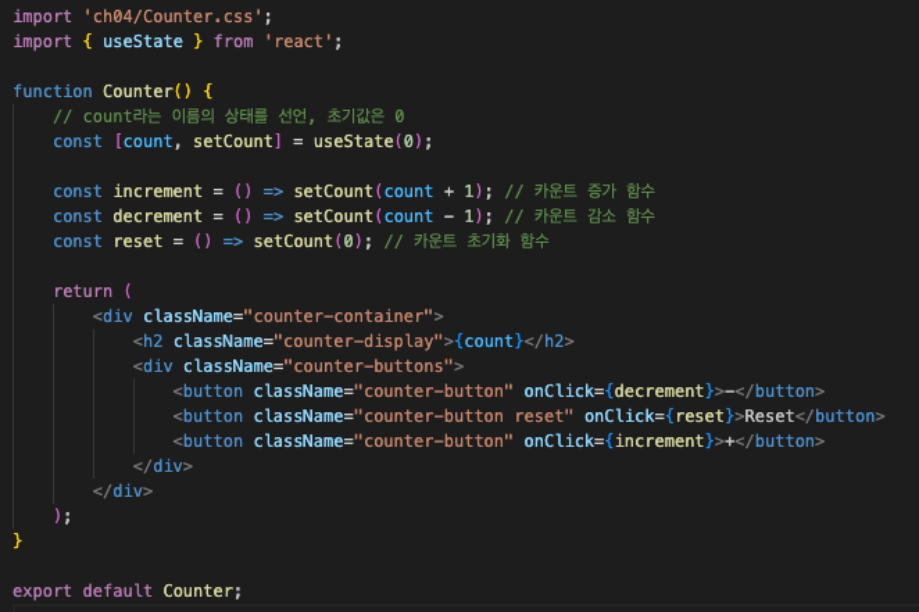 import 'ch04/Counter.css';
import { useState } from 'react';
function Counter() {
// count라는 이름의 상태를 선언, 초기값은 0
const [count, setCount] = useState(0);
const increment = () => setCount(count + 1); // 카운트 증가 함수
const decrement = () => setCount(count - 1); // 카운트 감소 함수
const reset = () => setCount(0); // 카운트 초기화 함수
return (
<div className="counter-container">
<h2 className="counter-display">{count}</h2>
<div className="counter-buttons">
<button className="counter-button" onClick={decrement}>-</button>
<button className="counter-button reset" onClick={reset}>Reset</button>
<button className="counter-button" onClick={increment}>+</button>
</div>
</div>
);
}
export default Counter;